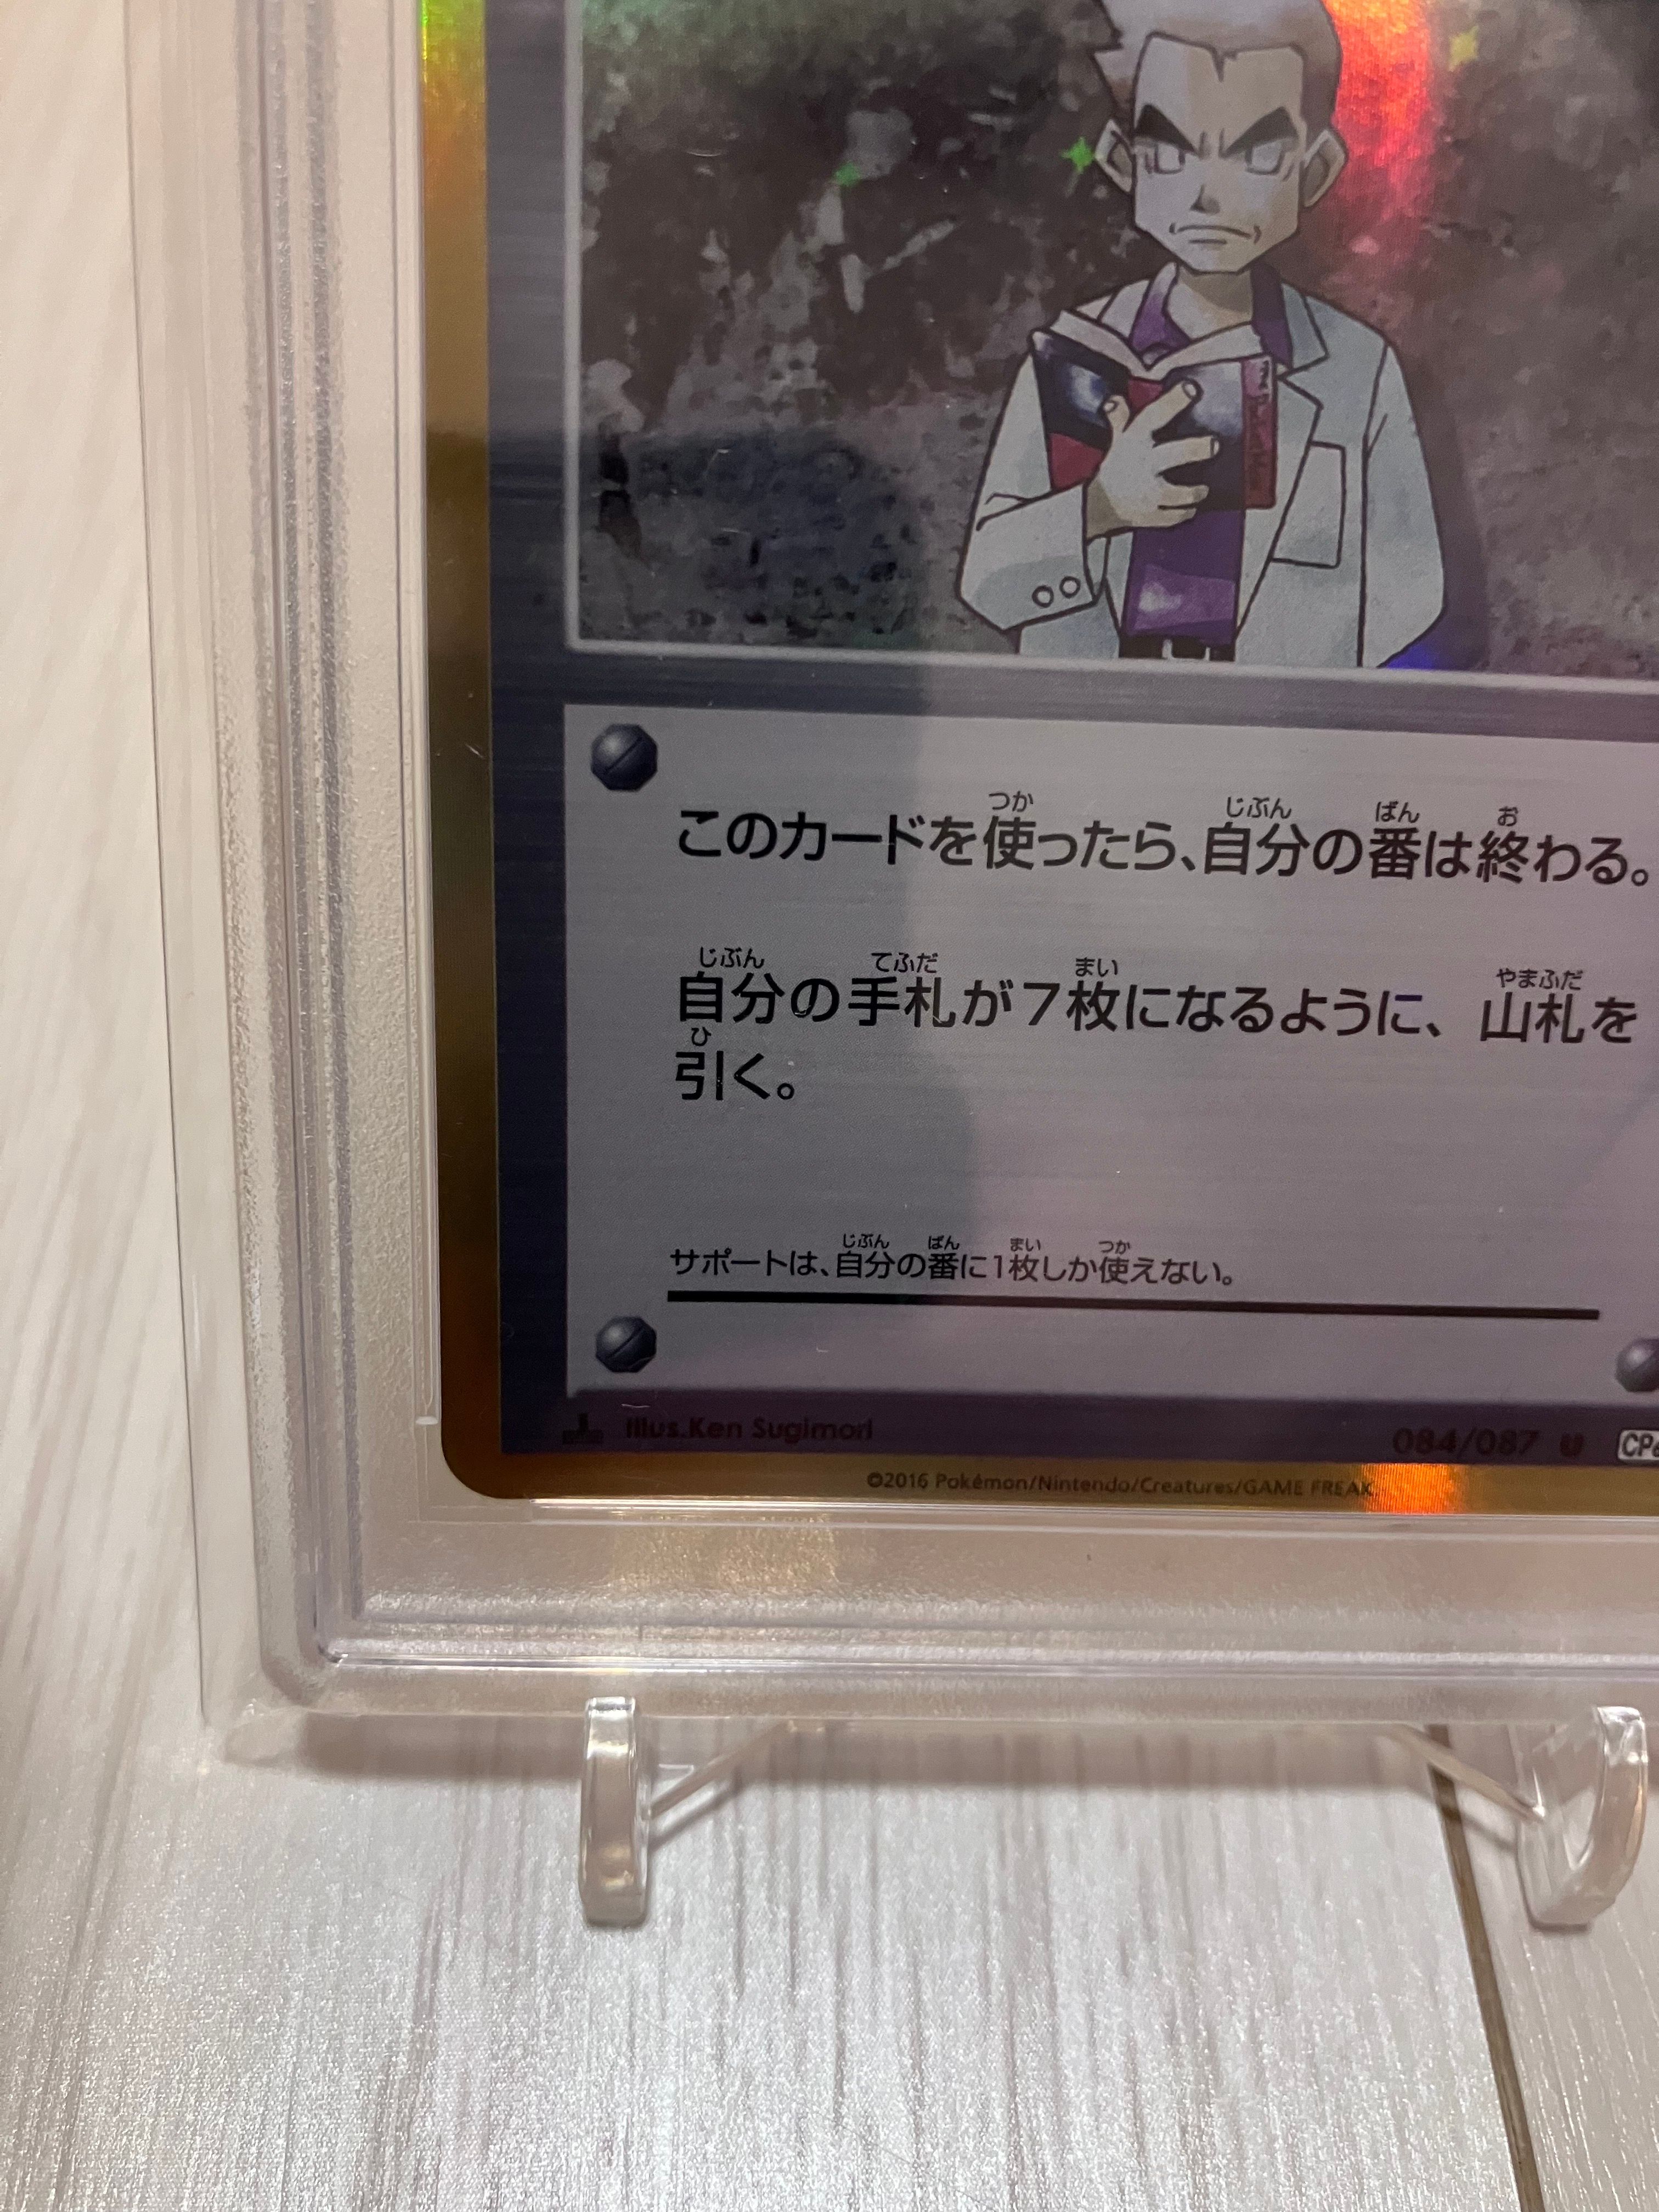 このカードを使ったら、自分の番は終わる。
自分の手札が7枚になるように、山札を
引く。
サポートは、自分の番に1枚しか使えない。
Illus.Ken Sugimori
084/087 U
©2016 Pokémon/Nintendo/Creatures/GAME FREAK